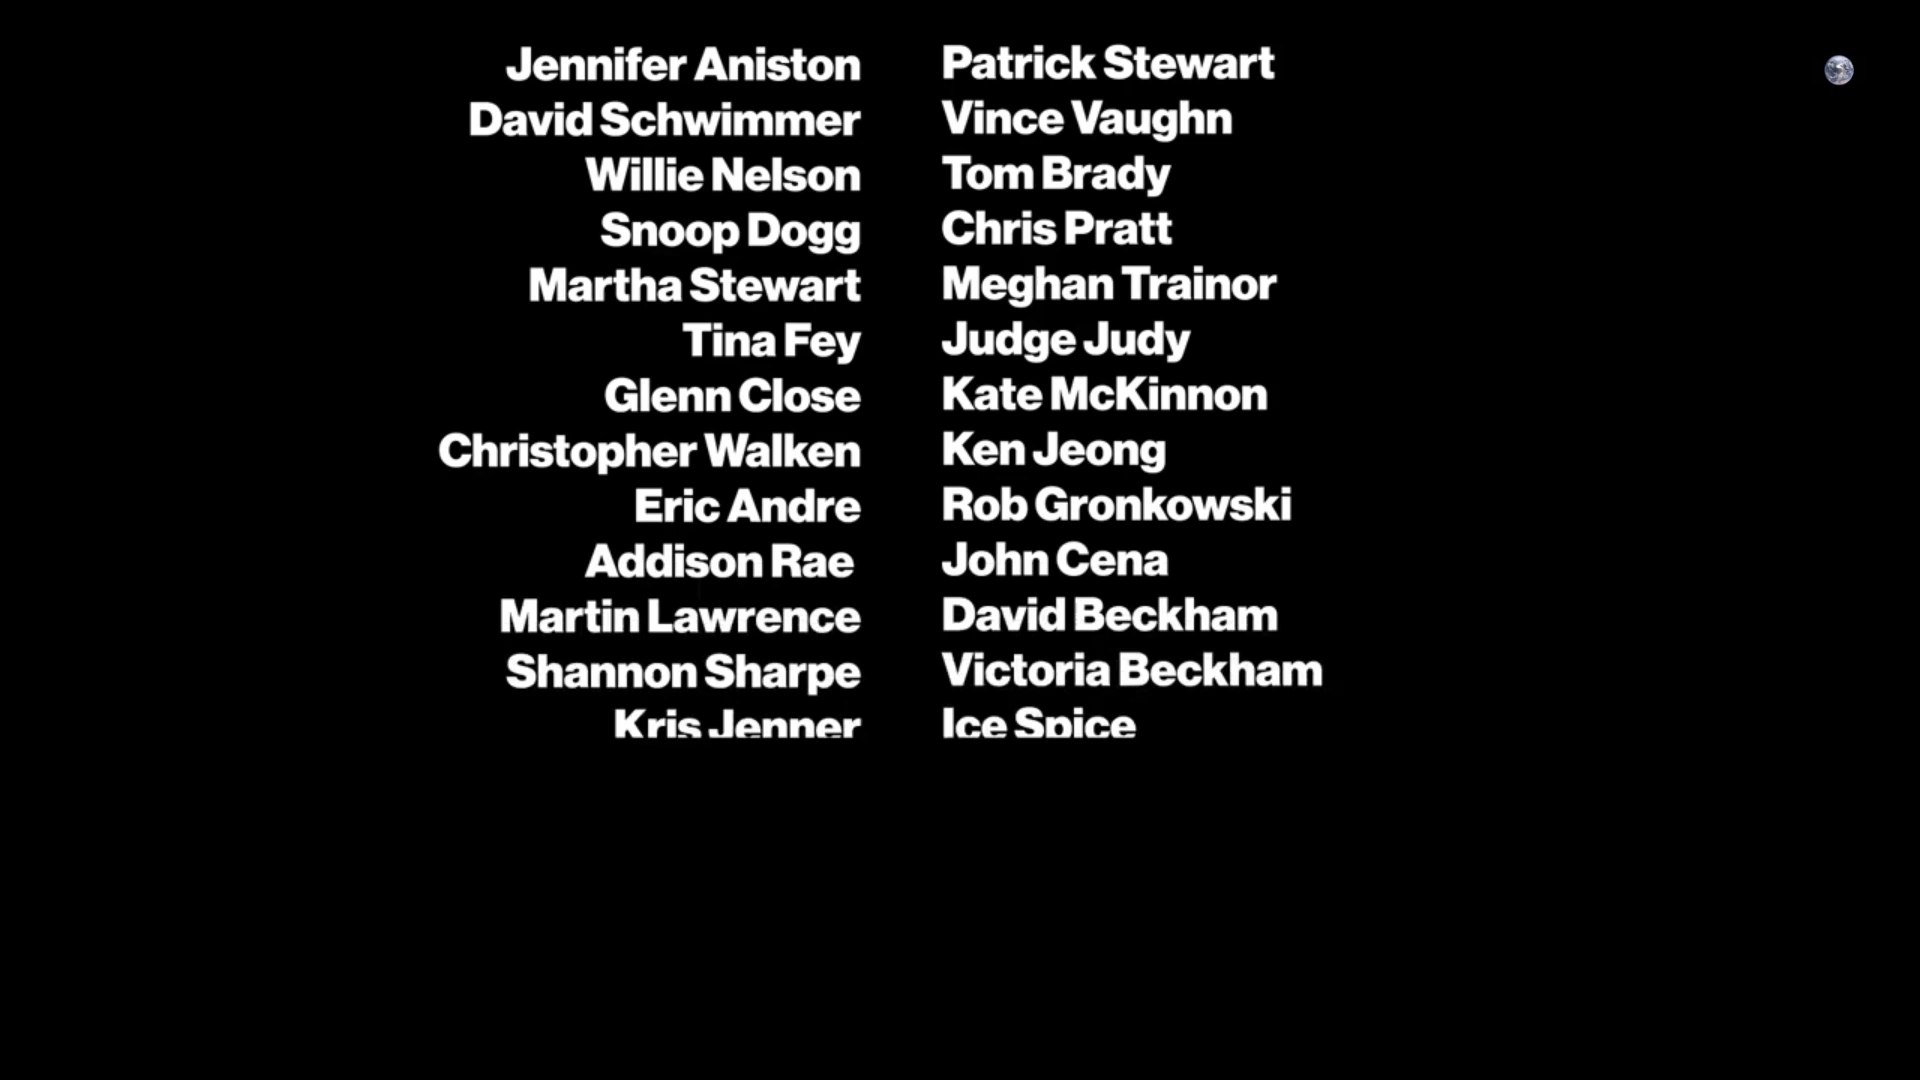 Jennifer Aniston
David Schwimmer
Willie Nelson
Snoop Dogg
Martha Stewart
Tina Fey
Glenn Close
Christopher Walken
Eric Andre
Addison Rae
Martin Lawrence
Shannon Sharpe
Kris Jenner
Patrick Stewart
Vince Vaughn
Tom Brady
Chris Pratt
Meghan Trainor
Judge Judy
Kate McKinnon
Ken Jeong
Rob Gronkowski
John Cena
David Beckham
Victoria Beckham
Ice Spice